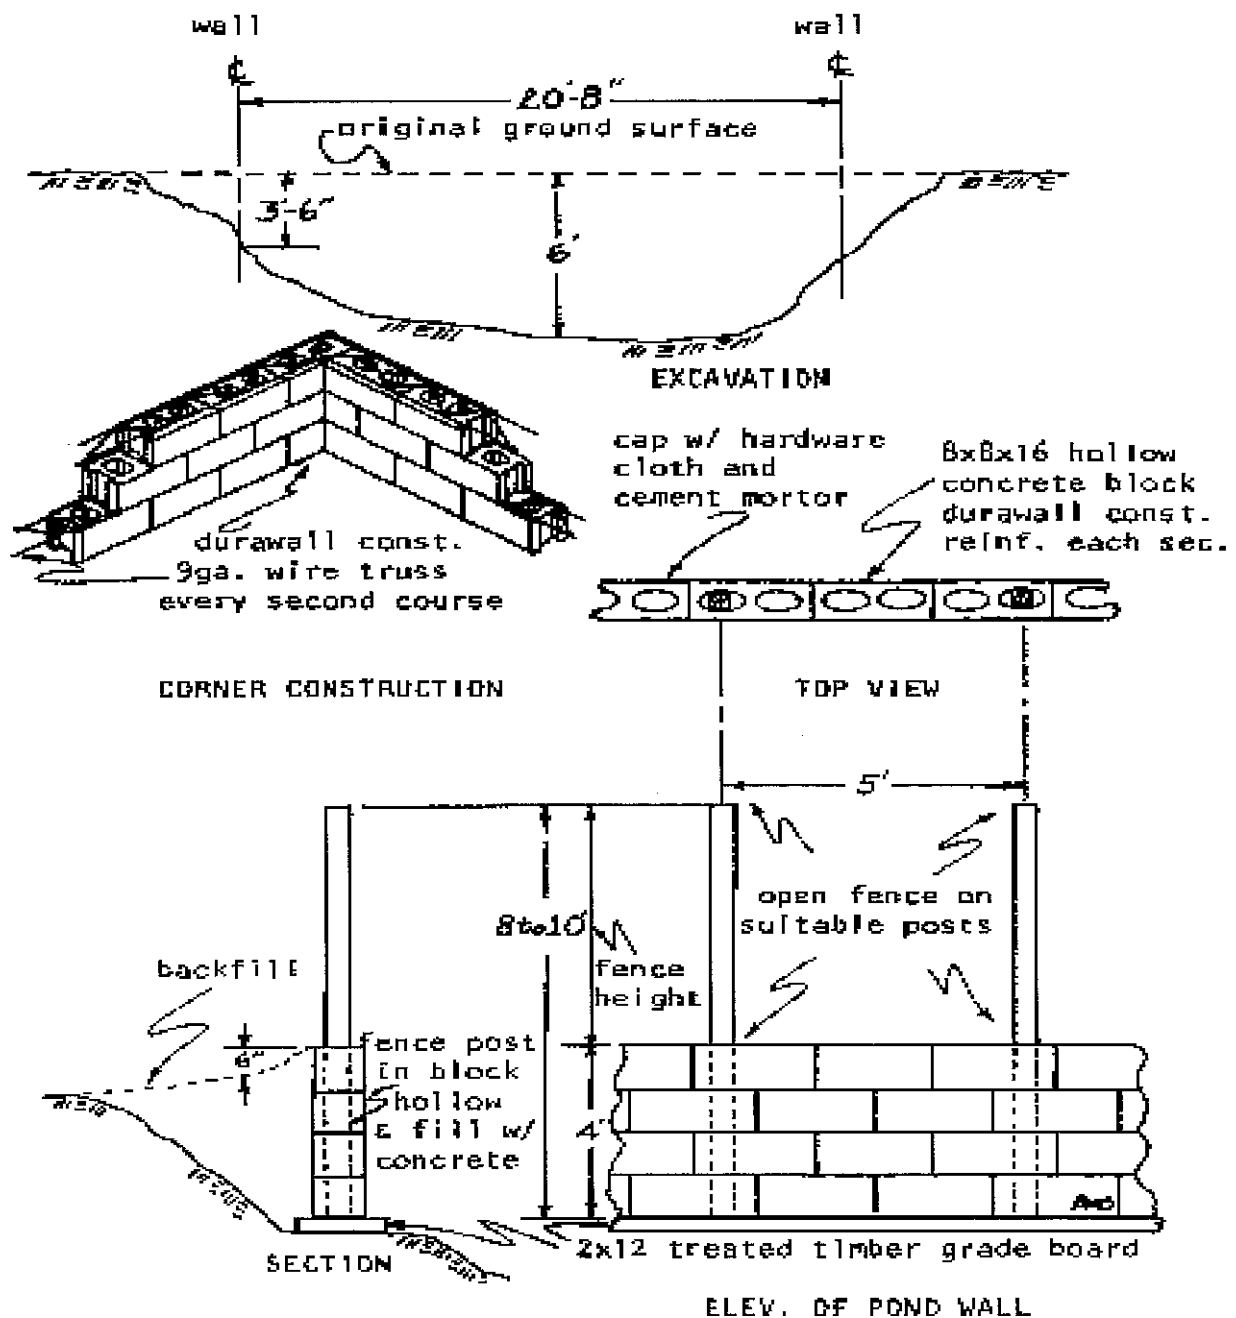 wall
wall
℄
℄
20'-8"
original ground surface
3'-6"
6'
EXCAVATION
cap w/ hardware
cloth and
cement mortor
8x8x16 hollow
concrete block
durawall const.
reinf. each sec.
durawall const.
9ga. wire truss
every second course
CORNER CONSTRUCTION
TOP VIEW
5'
open fence on
suitable posts
8 to 10'
fence
height
backfill
6"
fence post
in block
hollow
& fill w/
concrete
4'
SECTION
2x12 treated timber grade board
ELEV. OF POND WALL